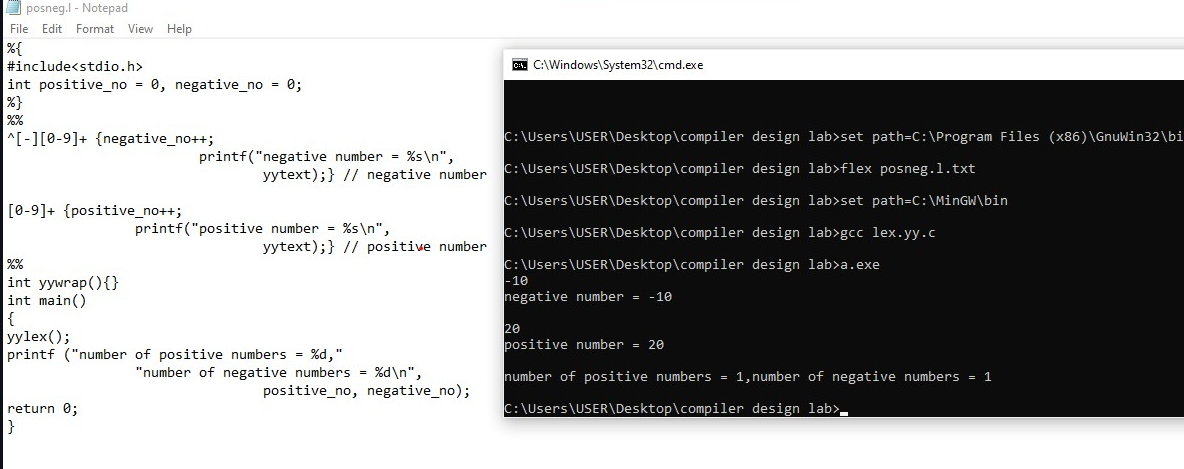 posneg.l - Notepad
File Edit Format View Help
%{
#include<stdio.h>
int positive_no = 0, negative_no = 0;
%}
%%
^[-][0-9]+ {negative_no++;
printf("negative number = %s\n",
yytext);} // negative number
[0-9]+ {positive_no++;
printf("positive number = %s\n",
yytext);} // positive number
%%
int yywrap(){}
int main()
{
yylex();
printf ("number of positive numbers = %d,"
"number of negative numbers = %d\n",
positive_no, negative_no);
return 0;
}
C:\Windows\System32\cmd.exe
C:\Users\USER\Desktop\compiler design lab>set path=C:\Program Files (x86)\GnuWin32\bi
C:\Users\USER\Desktop\compiler design lab>flex posneg.l.txt
C:\Users\USER\Desktop\compiler design lab>set path=C:\MinGW\bin
C:\Users\USER\Desktop\compiler design lab>gcc lex.yy.c
C:\Users\USER\Desktop\compiler design lab>a.exe
-10
negative number = -10
20
positive number = 20
number of positive numbers = 1,number of negative numbers = 1
C:\Users\USER\Desktop\compiler design lab>